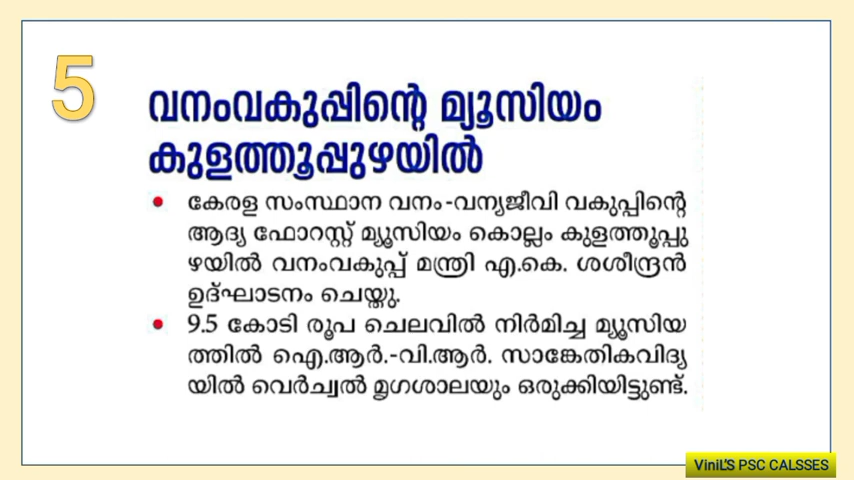 5
വനംവകുപ്പിന്റെ മ്യൂസിയം
കുളത്തൂപ്പുഴയിൽ
• കേരള സംസ്ഥാന വനം-വന്യജീവി വകുപ്പിന്റെ
ആദ്യ ഫോറസ്റ്റ് മ്യൂസിയം കൊല്ലം കുളത്തൂപ്പു
ഴയിൽ വനംവകുപ്പ് മന്ത്രി എ.കെ. ശശീന്ദ്രൻ
ഉദ്ഘാടനം ചെയ്തു.
• 9.5 കോടി രൂപ ചെലവിൽ നിർമിച്ച മ്യൂസിയ
ത്തിൽ ഐ.ആർ.-വി.ആർ. സാങ്കേതികവിദ്യ
യിൽ വെർച്വൽ മൃഗശാലയും ഒരുക്കിയിട്ടുണ്ട്.
ViniL'S PSC CALSSES